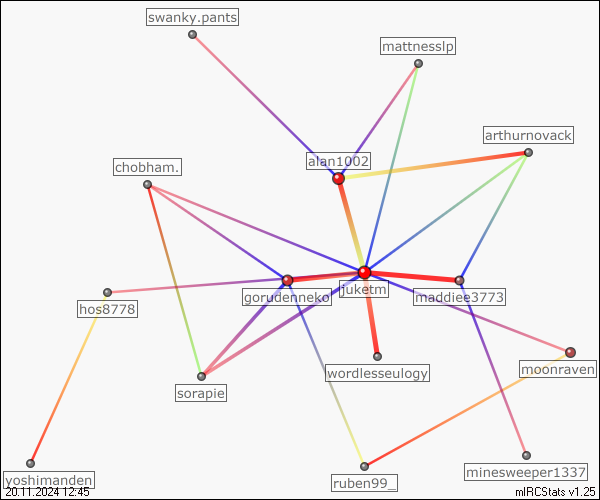 swanky.pants
mattnesslp
arthurnovack
alan1002
chobham.
juketm
gorudenneko
maddiee3773
hos8778
wordlesseulogy
moonraven
sorapie
yoshimanden
ruben99_
minesweeper1337
20.11.2024 12:45
mIRCStats v1.25